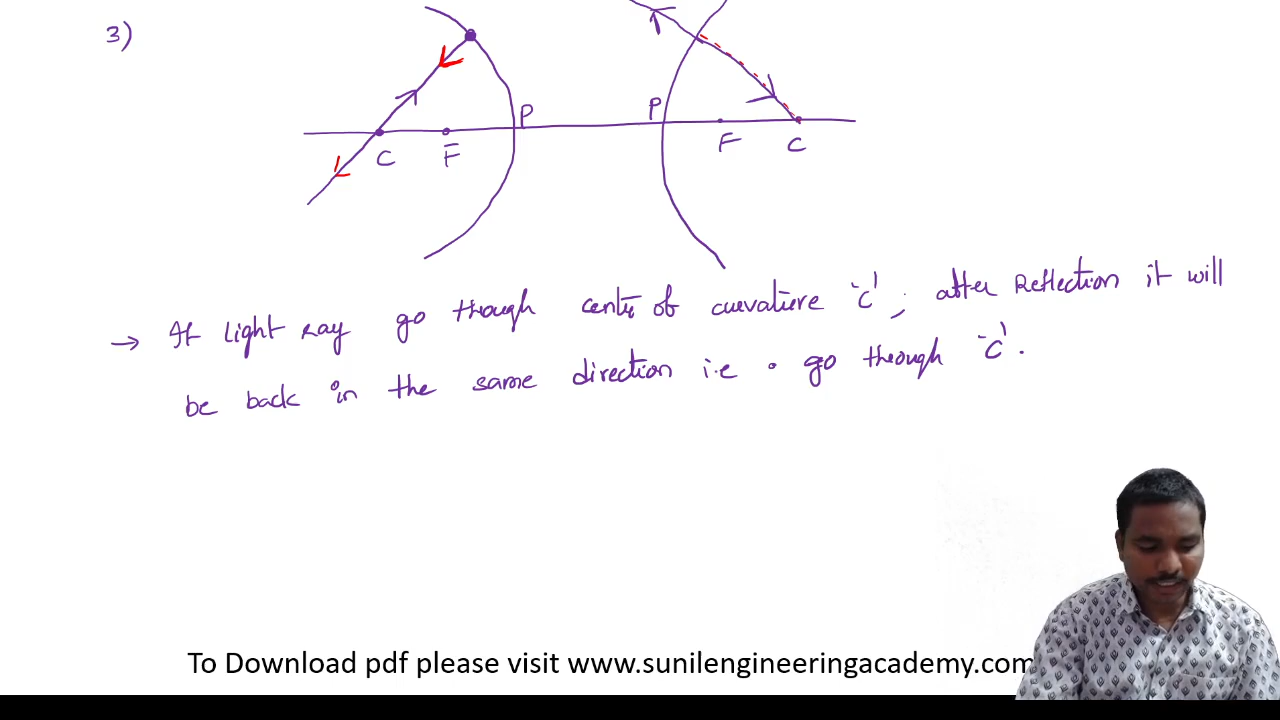 3)
P P
C F F C
→ If light ray go though centre of curvature 'c', after Reflection it will
be back in the same direction i.e. go through 'c'.
To Download pdf please visit www.sunilengineeringacademy.com